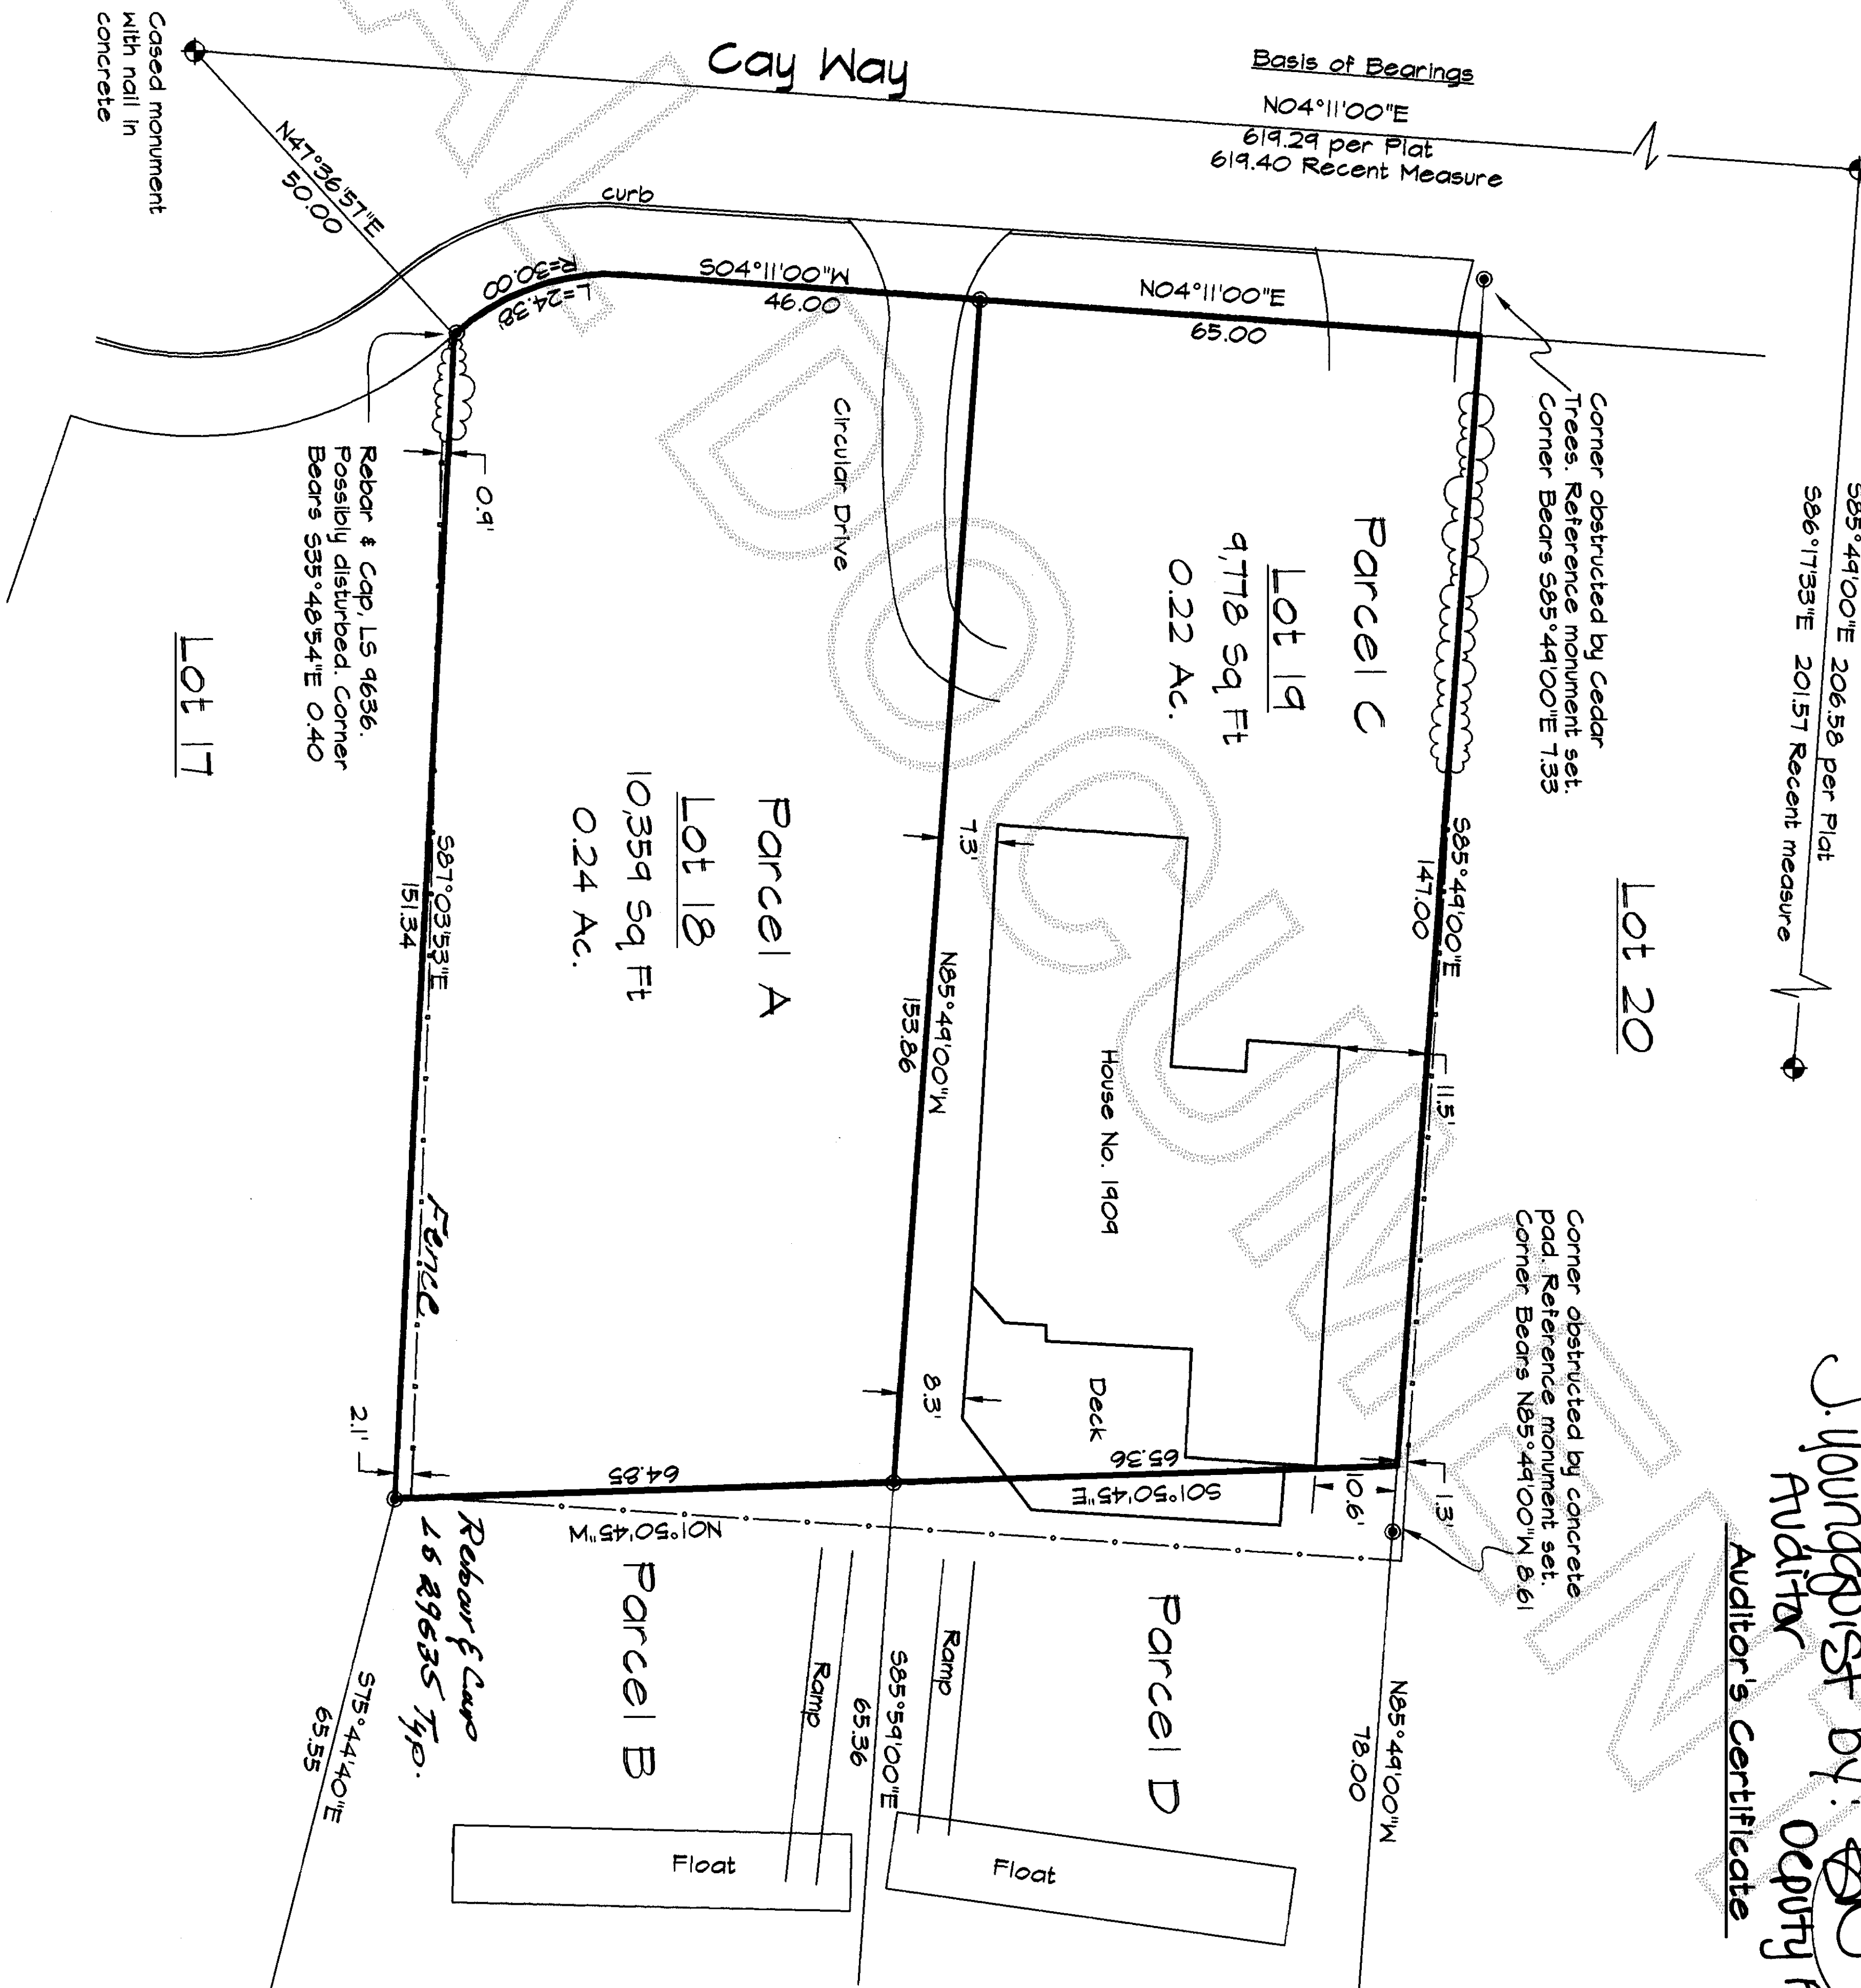 Cay Way
Basis of Bearings
N04°11'00"E
619.29 per Plat
619.40 Recent Measure
Cased monument
with nail in
concrete
N47°36'57"E
50.00
curb
R=30.00
L=24.38'
S04°11'00"W
46.00
N04°11'00"E
65.00
S85°49'00"E 206.58 per Plat
S86°17'33"E 201.57 Recent measure
Corner obstructed by Cedar
Trees. Reference monument set.
Corner Bears S85°49'00"E 7.33
Rebar & Cap, LS 9636.
Possibly disturbed. Corner
Bears S35°48'54"E 0.40
0.9'
Circular Drive
Parcel C
Lot 19
9,778 Sq Ft
0.22 Ac.
Lot 17
Parcel A
Lot 18
10,359 Sq Ft
0.24 Ac.
Lot 20
S85°49'00"E
147.00
7.3'
N85°49'00"W
153.86
S87°03'53"E
151.34
House No. 1909
11.5'
Fence
Deck
8.3'
65.36
S01°50'45"E
10.6'
1.3'
Corner obstructed by concrete
pad. Reference monument set.
Corner Bears N85°49'00"W 8.61
2.1'
64.85
N01°50'45"W
Rebar & Cap
LS 29635 Typ.
Parcel B
Parcel D
Ramp
Ramp
S85°59'00"E
65.36
N85°49'00"W
78.00
S75°44'40"E
65.55
Float
Float
J. Youngquist by:
Auditor Deputy
Auditor's Certificate
DOCUMENT